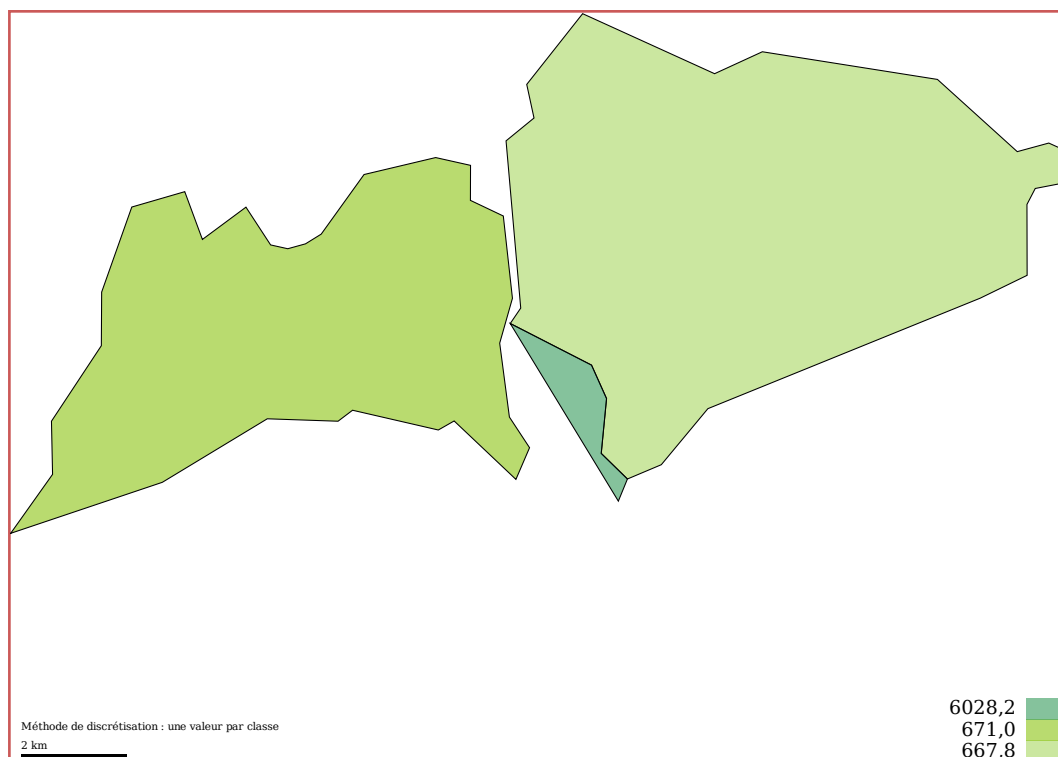 Méthode de discrétisation : une valeur par classe
2 km
6028,2
671,0
667,8